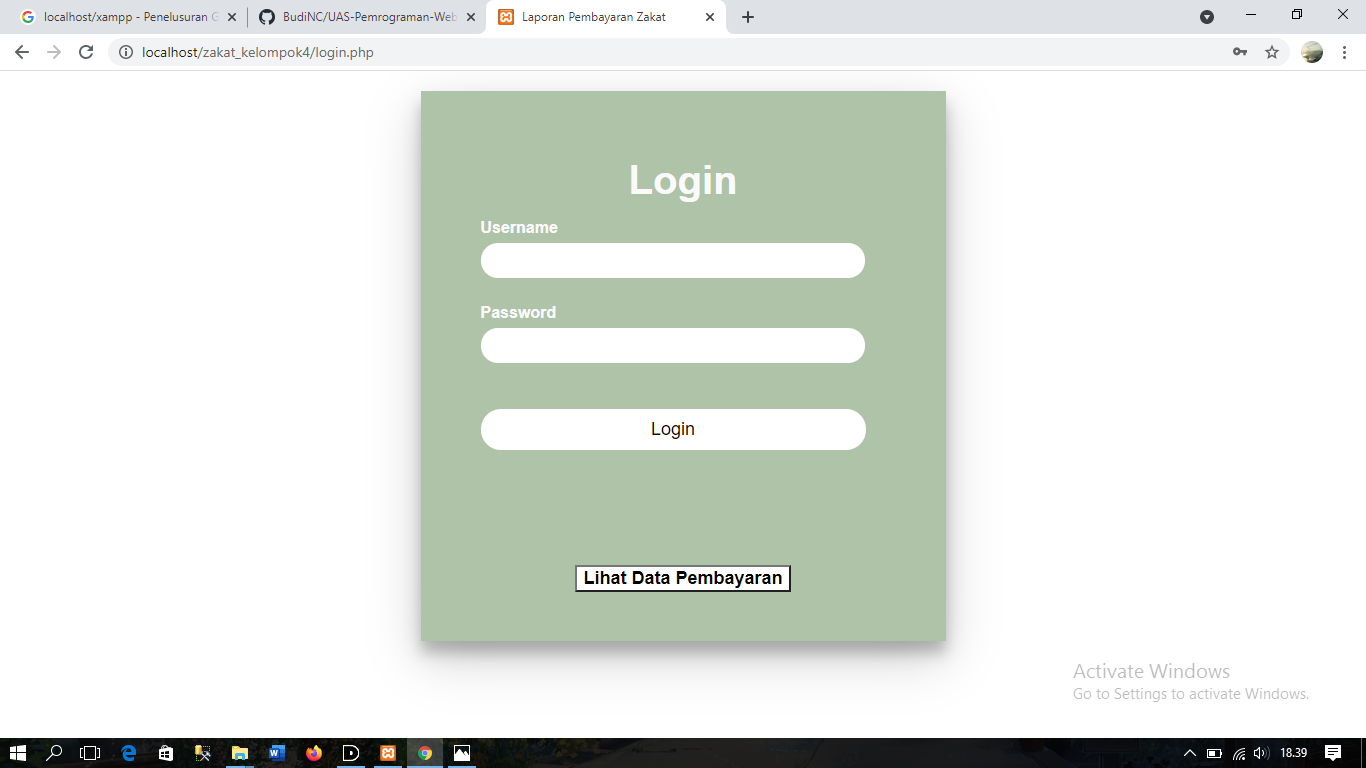 localhost/xampp - Penelusuran G
BudiNC/UAS-Pemrograman-Web
Laporan Pembayaran Zakat
localhost/zakat_kelompok4/login.php
Login
Username
Password
Login
Lihat Data Pembayaran
Activate Windows
Go to Settings to activate Windows.
18.39